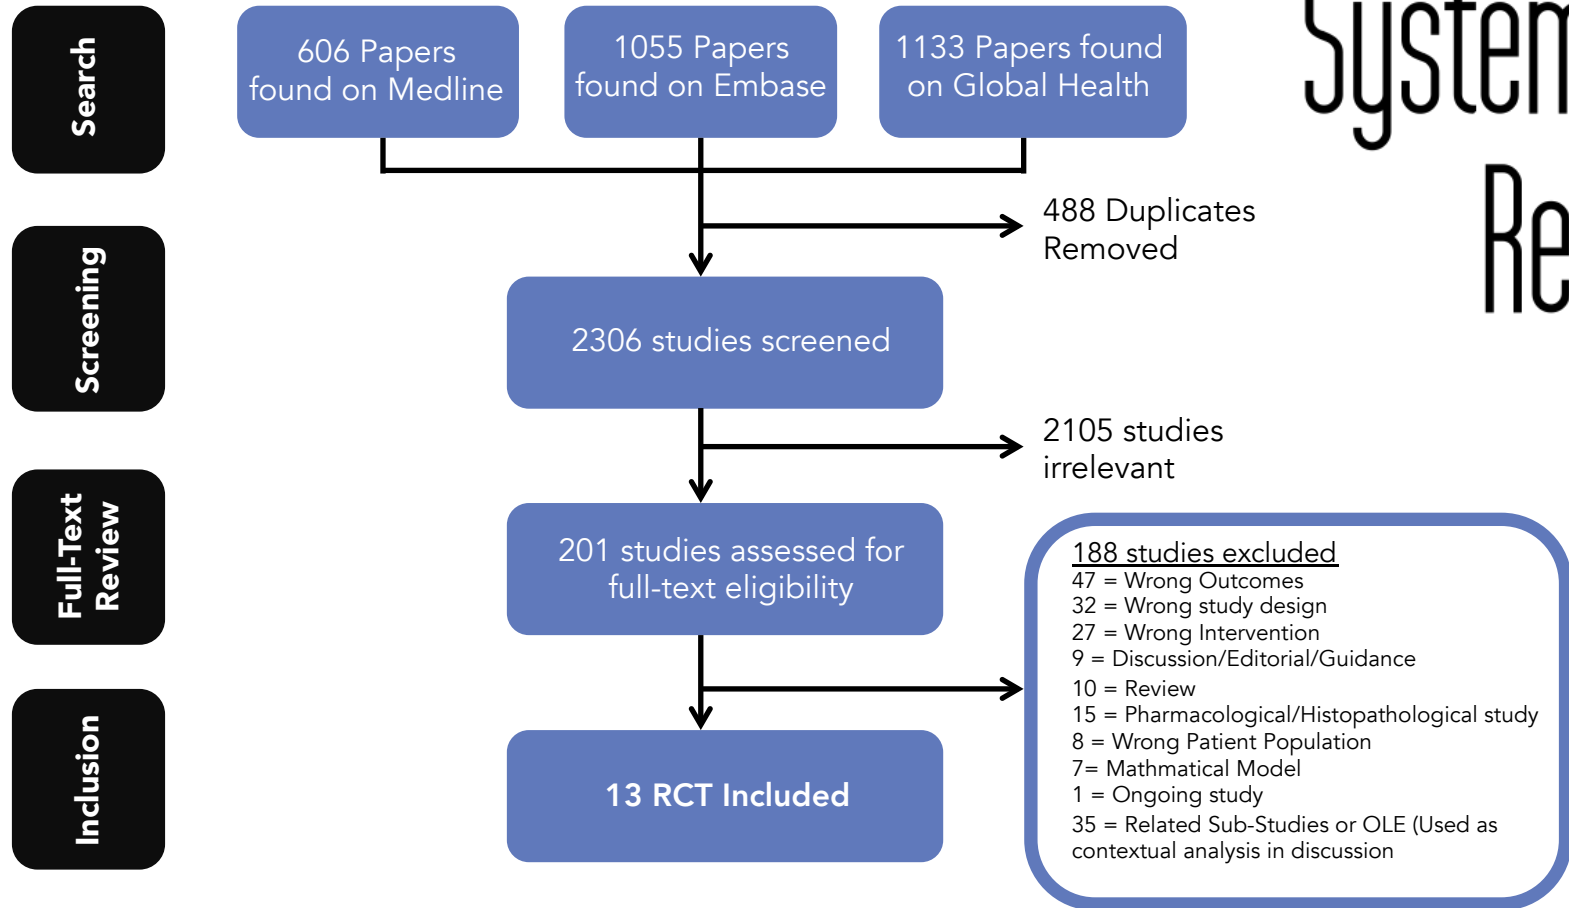 Search
606 Papers
found on Medline
1055 Papers
found on Embase
1133 Papers found
on Global Health
System
Re
488 Duplicates
Removed
Screening
2306 studies screened
2105 studies
irrelevant
Full-Text
Review
201 studies assessed for
full-text eligibility
188 studies excluded
47 = Wrong Outcomes
32 = Wrong study design
27 = Wrong Intervention
9 = Discussion/Editorial/Guidance
10 = Review
15 = Pharmacological/Histopathological study
8 = Wrong Patient Population
7= Mathmatical Model
1 = Ongoing study
35 = Related Sub-Studies or OLE (Used as
contextual analysis in discussion
Inclusion
13 RCT Included